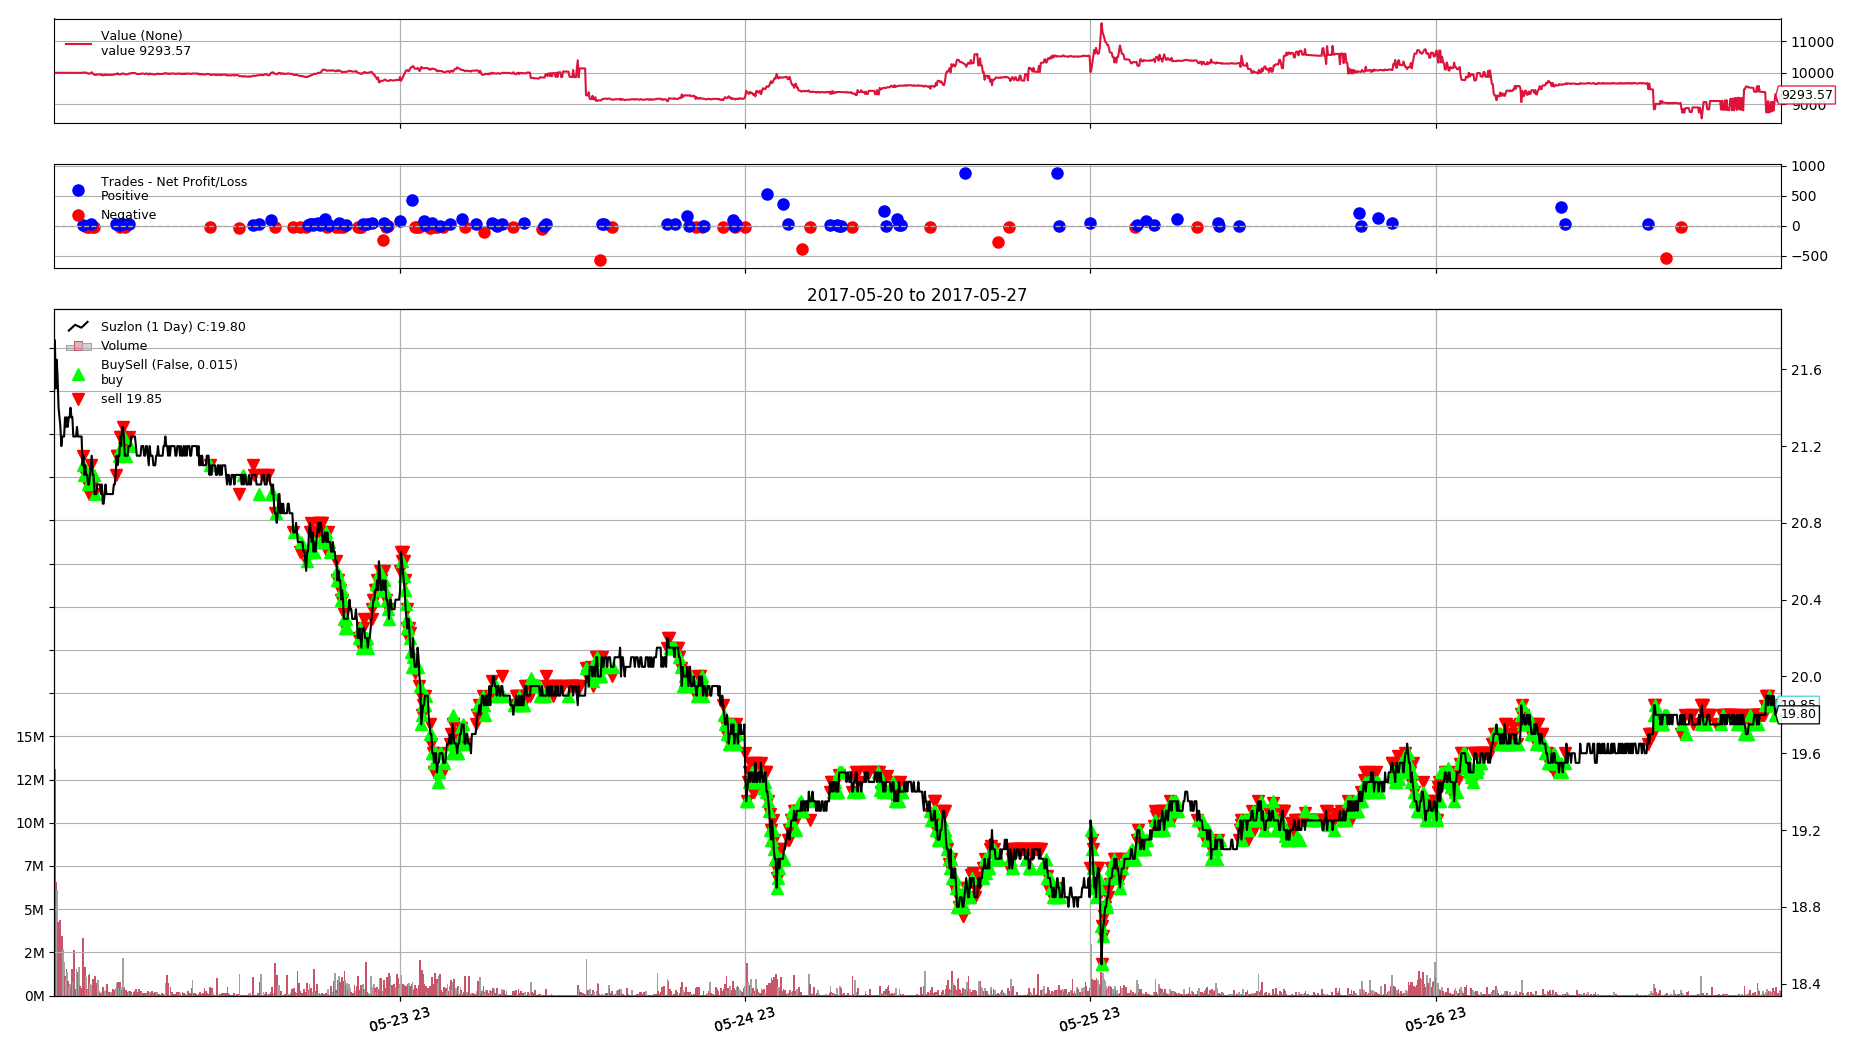 Value (None)
value 9293.57
11000
10000
9293.57
9000
Trades - Net Profit/Loss
Positive
Negative
1000
500
0
−500
2017-05-20 to 2017-05-27
Suzlon (1 Day) C:19.80
Volume
BuySell (False, 0.015)
buy
sell 19.85
21.6
21.2
20.8
20.4
20.0
19.85
19.80
19.6
19.2
18.8
18.4
15M
12M
10M
7M
5M
2M
0M
05-23 23
05-24 23
05-25 23
05-26 23